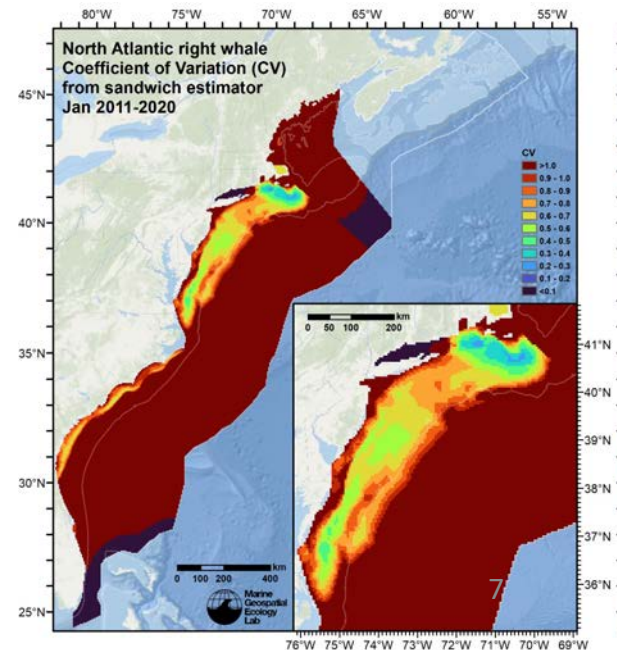 75°W 70°W 65°W 60°W 55°W
North Atlantic right whale
Coefficient of Variation (CV)
from sandwich estimator
Jan 2011-2020
45°N
40°N
35°N
30°N
25°N
CV
>1.0
0.9 - 1.0
0.8 - 0.9
0.7 - 0.8
0.6 - 0.7
0.5 - 0.6
0.4 - 0.5
0.3 - 0.4
0.2 - 0.3
0.1 - 0.2
<0.1
km
0 50 100 200
41°N
40°N
39°N
38°N
37°N
36°N
7
km
0 100 200 400
Marine
Geospatial
Ecology
Lab
80°W 76°W 75°W 74°W 73°W 72°W 71°W 70°W 69°W